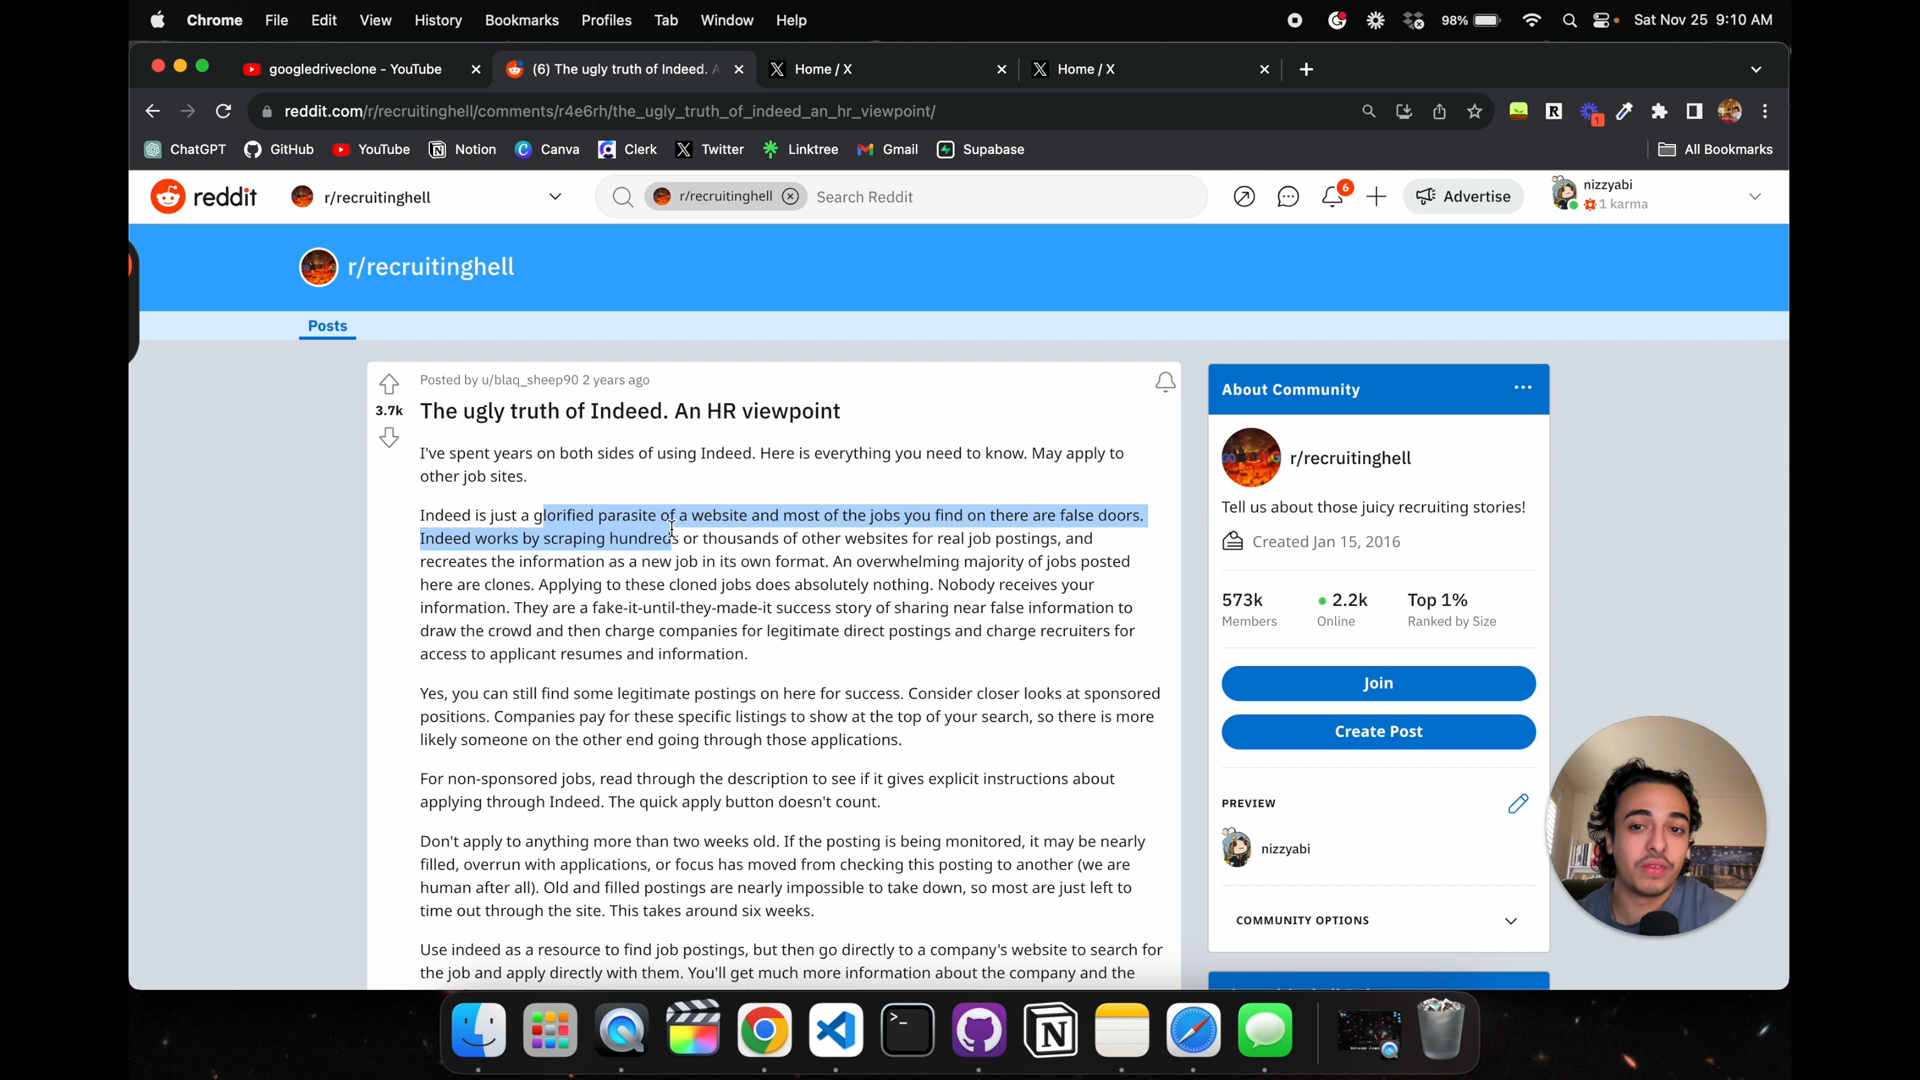 Chrome File Edit View History Bookmarks Profiles Tab Window Help 98% Sat Nov 25 9:10 AM
googledriveclone - YouTube (6) The ugly truth of Indeed. A Home / X Home / X
reddit.com/r/recruitinghell/comments/r4e6rh/the_ugly_truth_of_indeed_an_hr_viewpoint/
ChatGPT GitHub YouTube Notion Canva Clerk Twitter Linktree Gmail Supabase All Bookmarks
reddit r/recruitinghell r/recruitinghell Search Reddit 6 Advertise nizzyabi
1 karma
r/recruitinghell
Posts
Posted by u/blaq_sheep90 2 years ago
3.7k
The ugly truth of Indeed. An HR viewpoint
I've spent years on both sides of using Indeed. Here is everything you need to know. May apply to
other job sites.
Indeed is just a glorified parasite of a website and most of the jobs you find on there are false doors.
Indeed works by scraping hundreds or thousands of other websites for real job postings, and
recreates the information as a new job in its own format. An overwhelming majority of jobs posted
here are clones. Applying to these cloned jobs does absolutely nothing. Nobody receives your
information. They are a fake-it-until-they-made-it success story of sharing near false information to
draw the crowd and then charge companies for legitimate direct postings and charge recruiters for
access to applicant resumes and information.
Yes, you can still find some legitimate postings on here for success. Consider closer looks at sponsored
positions. Companies pay for these specific listings to show at the top of your search, so there is more
likely someone on the other end going through those applications.
For non-sponsored jobs, read through the description to see if it gives explicit instructions about
applying through Indeed. The quick apply button doesn't count.
Don't apply to anything more than two weeks old. If the posting is being monitored, it may be nearly
filled, overrun with applications, or focus has moved from checking this posting to another (we are
human after all). Old and filled postings are nearly impossible to take down, so most are just left to
time out through the site. This takes around six weeks.
Use indeed as a resource to find job postings, but then go directly to a company's website to search for
the job and apply directly with them. You'll get much more information about the company and the
About Community
r/recruitinghell
Tell us about those juicy recruiting stories!
Created Jan 15, 2016
573k 2.2k Top 1%
Members Online Ranked by Size
Join
Create Post
PREVIEW
nizzyabi
COMMUNITY OPTIONS